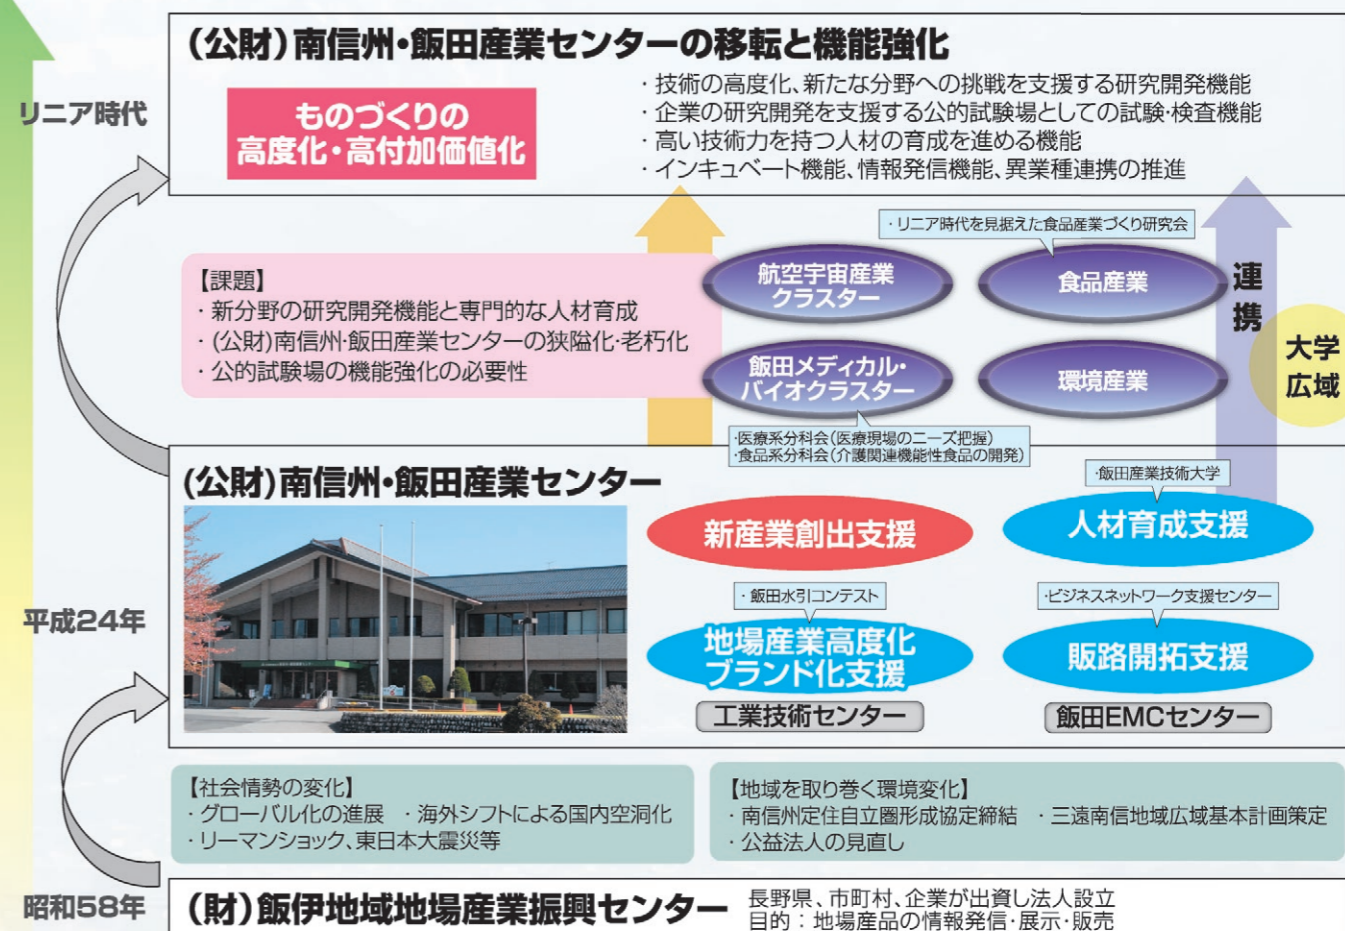 (公財)南信州・飯田産業センターの移転と機能強化
リニア時代
ものづくりの
高度化・高付加価値化
・技術の高度化、新たな分野への挑戦を支援する研究開発機能
・企業の研究開発を支援する公的試験場としての試験・検査機能
・高い技術力を持つ人材の育成を進める機能
・インキュベート機能、情報発信機能、異業種連携の推進
・リニア時代を見据えた食品産業づくり研究会
【課題】
・新分野の研究開発機能と専門的な人材育成
・(公財)南信州・飯田産業センターの狭隘化・老朽化
・公的試験場の機能強化の必要性
航空宇宙産業
クラスター
食品産業
飯田メディカル・
バイオクラスター
環境産業
連携
大学
広域
・医療系分科会(医療現場のニーズ把握)
・食品系分科会(介護関連機能性食品の開発)
(公財)南信州・飯田産業センター
・飯田産業技術大学
新産業創出支援
人材育成支援
平成24年
・飯田水引コンテスト
・ビジネスネットワーク支援センター
地場産業高度化
ブランド化支援
販路開拓支援
工業技術センター
飯田EMCセンター
【社会情勢の変化】
・グローバル化の進展 ・海外シフトによる国内空洞化
・リーマンショック、東日本大震災等
【地域を取り巻く環境変化】
・南信州定住自立圏形成協定締結 ・三遠南信地域広域基本計画策定
・公益法人の見直し
昭和58年
(財)飯伊地域地場産業振興センター
長野県、市町村、企業が出資し法人設立
目的：地場産品の情報発信・展示・販売